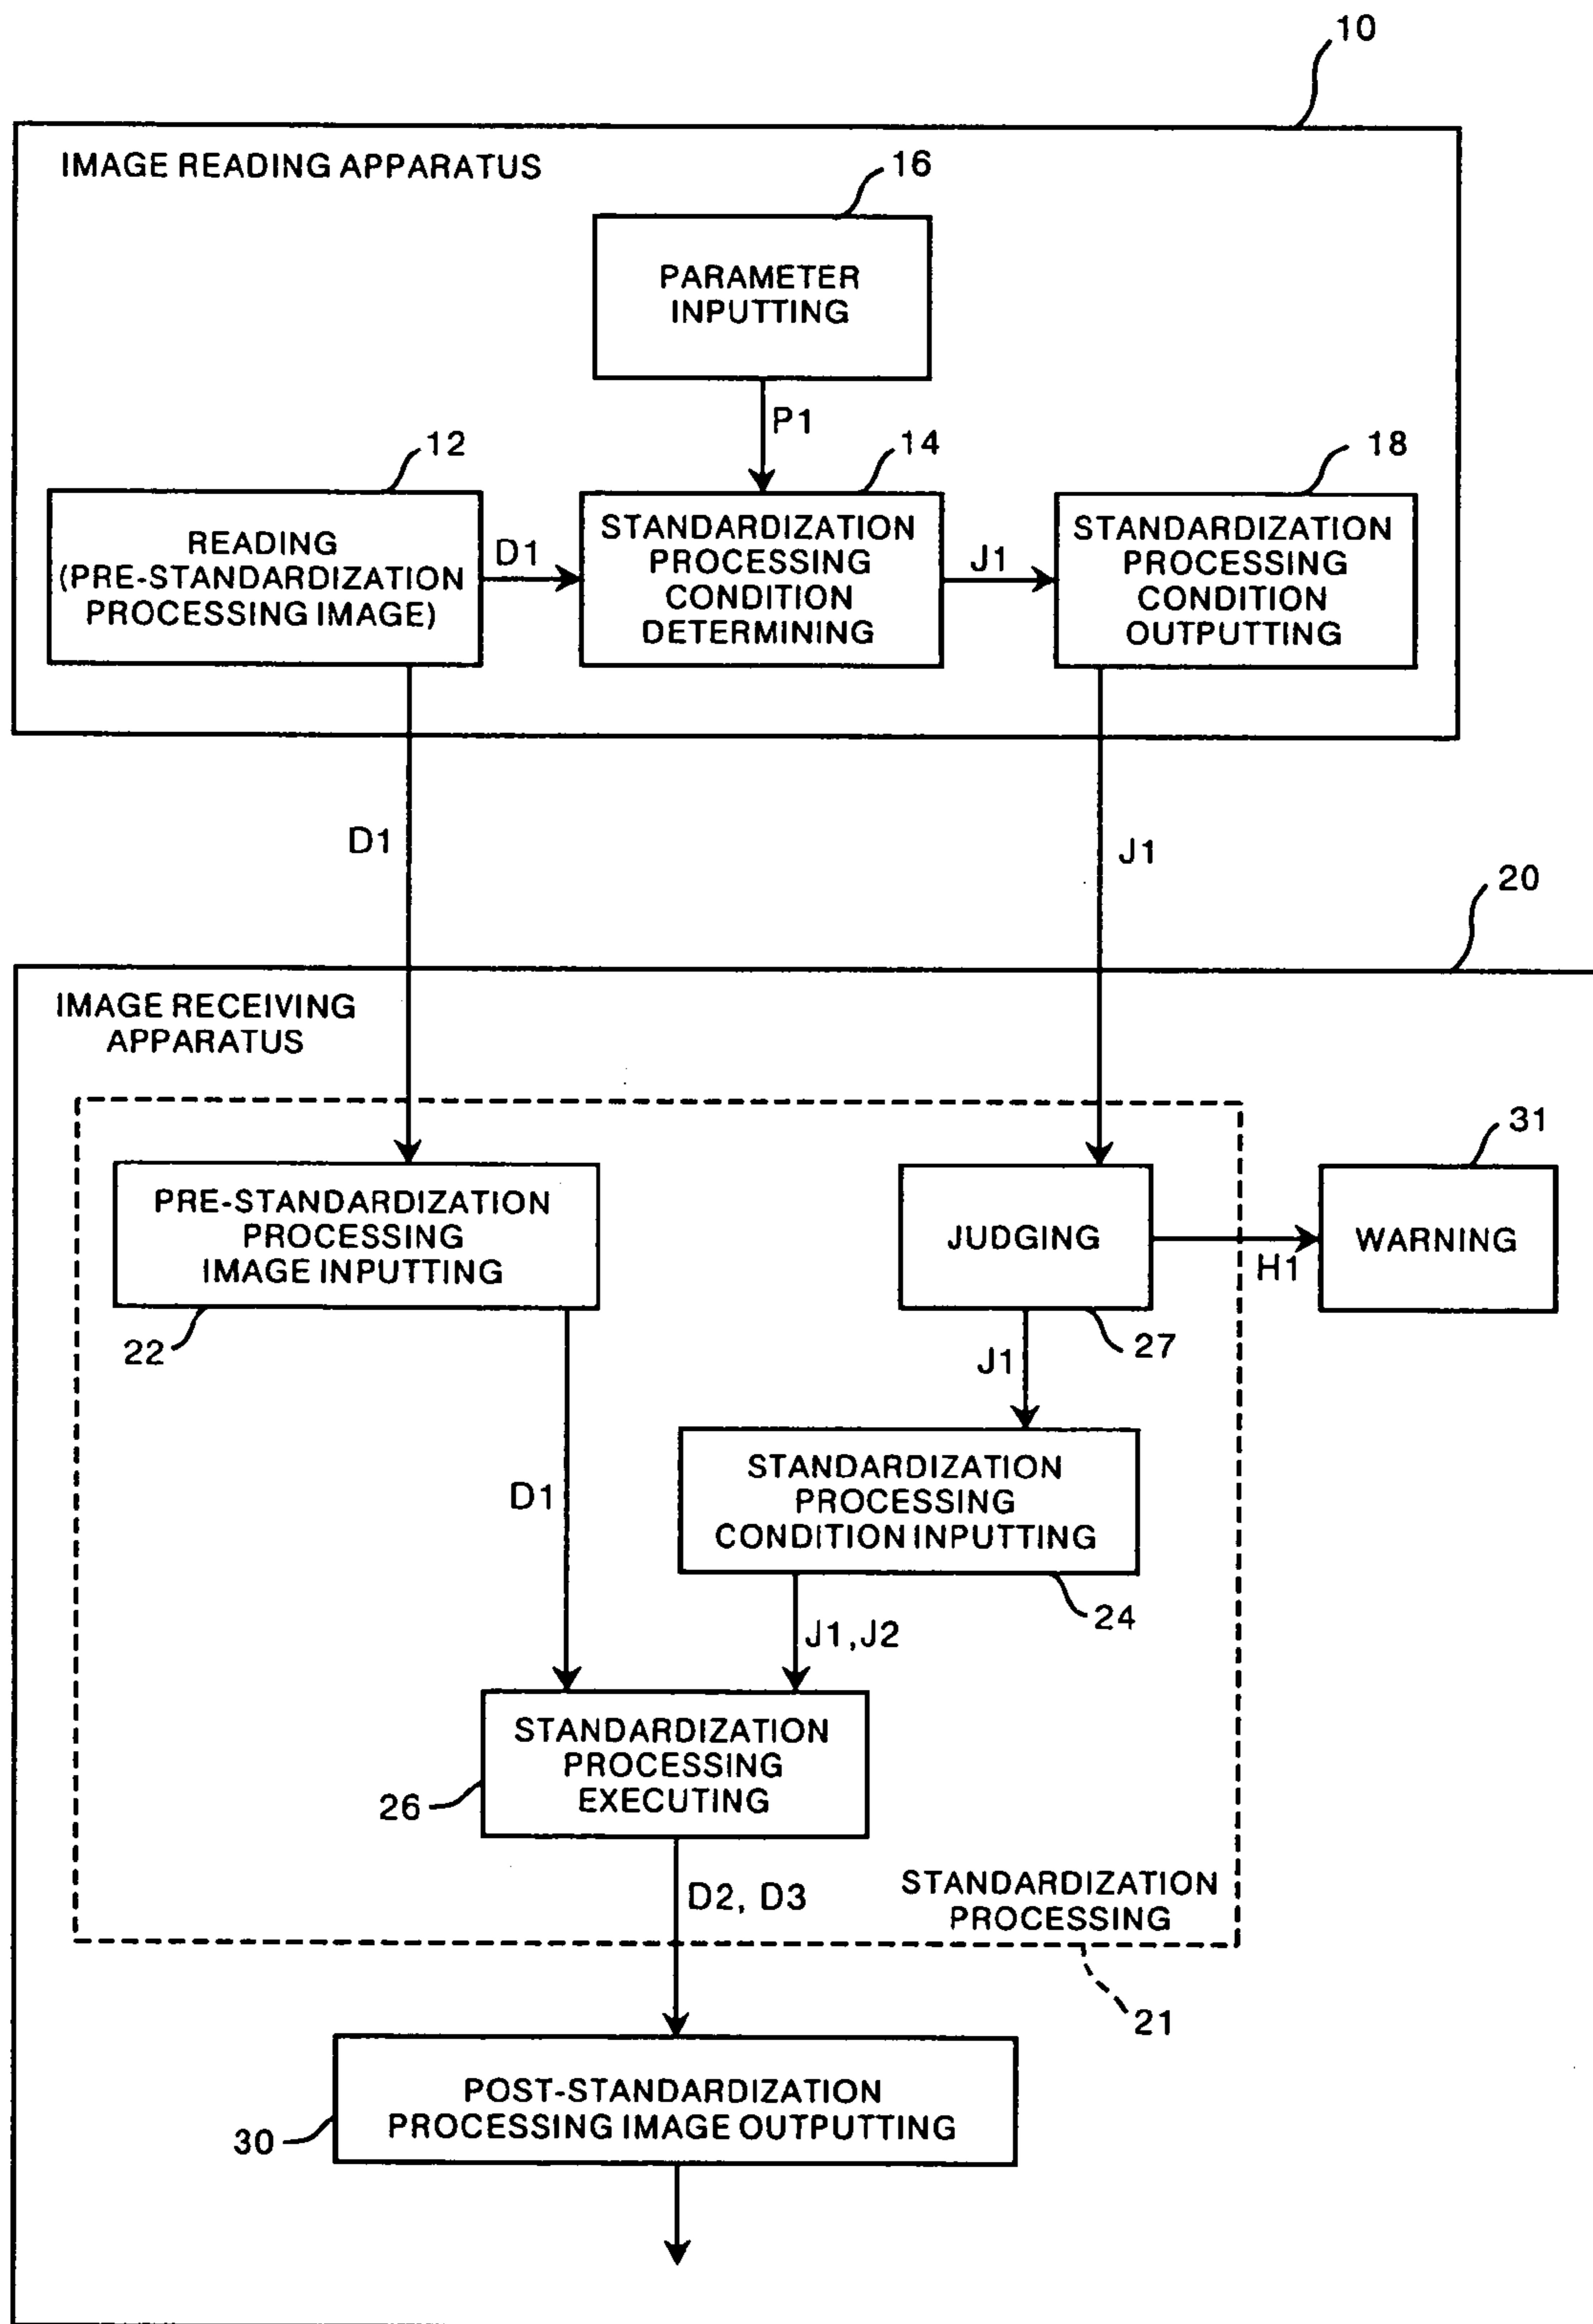 10
IMAGE READING APPARATUS
16
PARAMETER
INPUTTING
P1
12
14
18
READING
(PRE-STANDARDIZATION
PROCESSING IMAGE)
D1
STANDARDIZATION
PROCESSING
CONDITION
DETERMINING
J1
STANDARDIZATION
PROCESSING
CONDITION
OUTPUTTING
D1
J1
20
IMAGE RECEIVING
APPARATUS
31
PRE-STANDARDIZATION
PROCESSING
IMAGE INPUTTING
22
JUDGING
27
H1
WARNING
J1
STANDARDIZATION
PROCESSING
CONDITION INPUTTING
24
D1
J1,J2
STANDARDIZATION
PROCESSING
EXECUTING
26
D2, D3
STANDARDIZATION
PROCESSING
21
POST-STANDARDIZATION
PROCESSING IMAGE OUTPUTTING
30